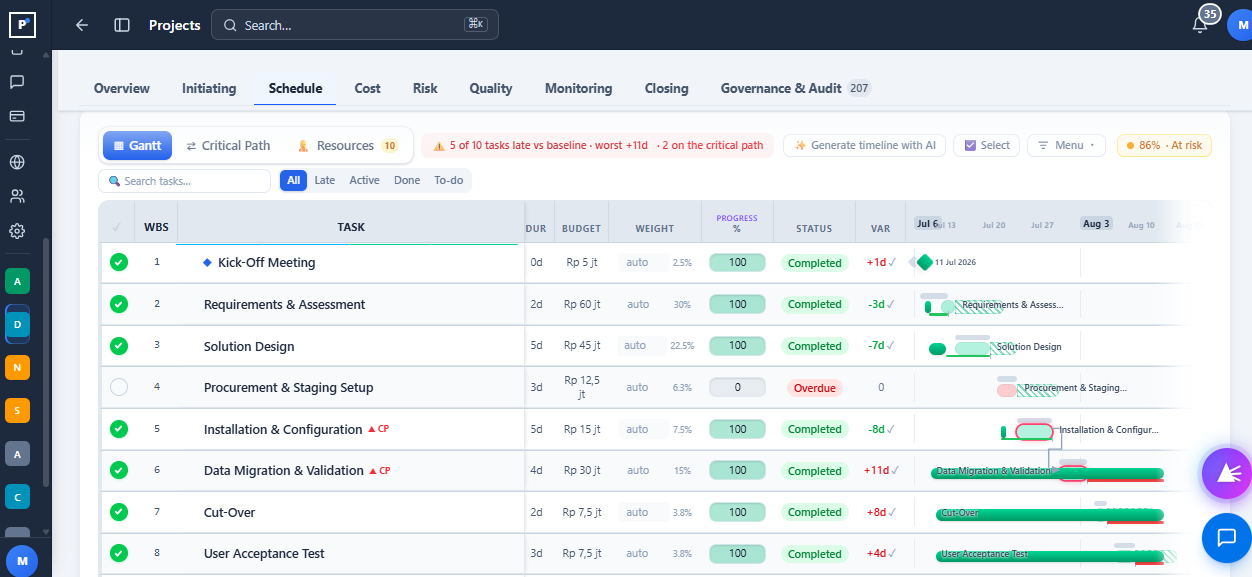 P
Projects
Search...
⌘K
35
M
Overview
Initiating
Schedule
Cost
Risk
Quality
Monitoring
Closing
Governance & Audit 207
Gantt
Critical Path
Resources 10
5 of 10 tasks late vs baseline · worst +11d · 2 on the critical path
Generate timeline with AI
Select
Menu
86% · At risk
Search tasks...
All
Late
Active
Done
To-do
WBS
TASK
DUR
BUDGET
WEIGHT
PROGRESS
%
STATUS
VAR
Jul 6
Jul 13
Jul 20
Jul 27
Aug 3
Aug 10
1 Kick-Off Meeting 0d Rp 5 jt auto 2.5% 100 Completed +1d ✓ 11 Jul 2026
2 Requirements & Assessment 2d Rp 60 jt auto 30% 100 Completed -3d ✓ Requirements & Assess...
3 Solution Design 5d Rp 45 jt auto 22.5% 100 Completed -7d ✓ Solution Design
4 Procurement & Staging Setup 3d Rp 12,5 jt auto 6.3% 0 Overdue 0 Procurement & Staging...
5 Installation & Configuration ▲ CP 5d Rp 15 jt auto 7.5% 100 Completed -8d ✓ Installation & Configur...
6 Data Migration & Validation ▲ CP 4d Rp 30 jt auto 15% 100 Completed +11d ✓ Data Migration & Validation
7 Cut-Over 2d Rp 7,5 jt auto 3.8% 100 Completed +8d ✓ Cut-Over
8 User Acceptance Test 3d Rp 7,5 jt auto 3.8% 100 Completed +4d ✓ User Acceptance Test
A
D
N
S
A
C
M